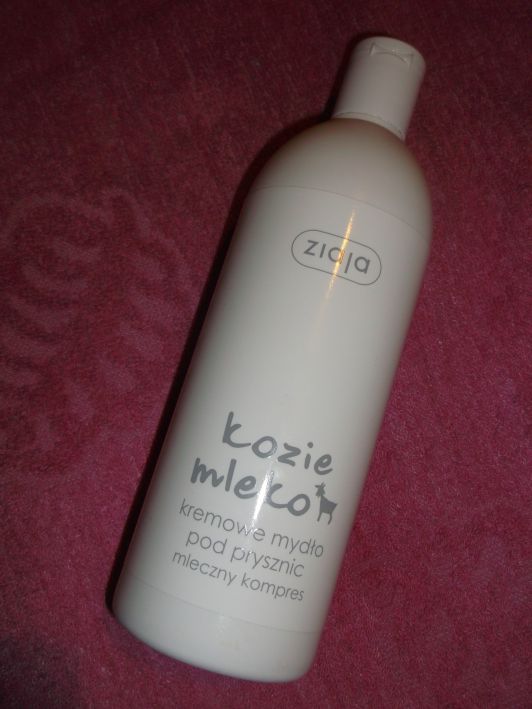 ziaja
kozie
mleko
kremowe mydło
pod prysznic
mleczny kompres